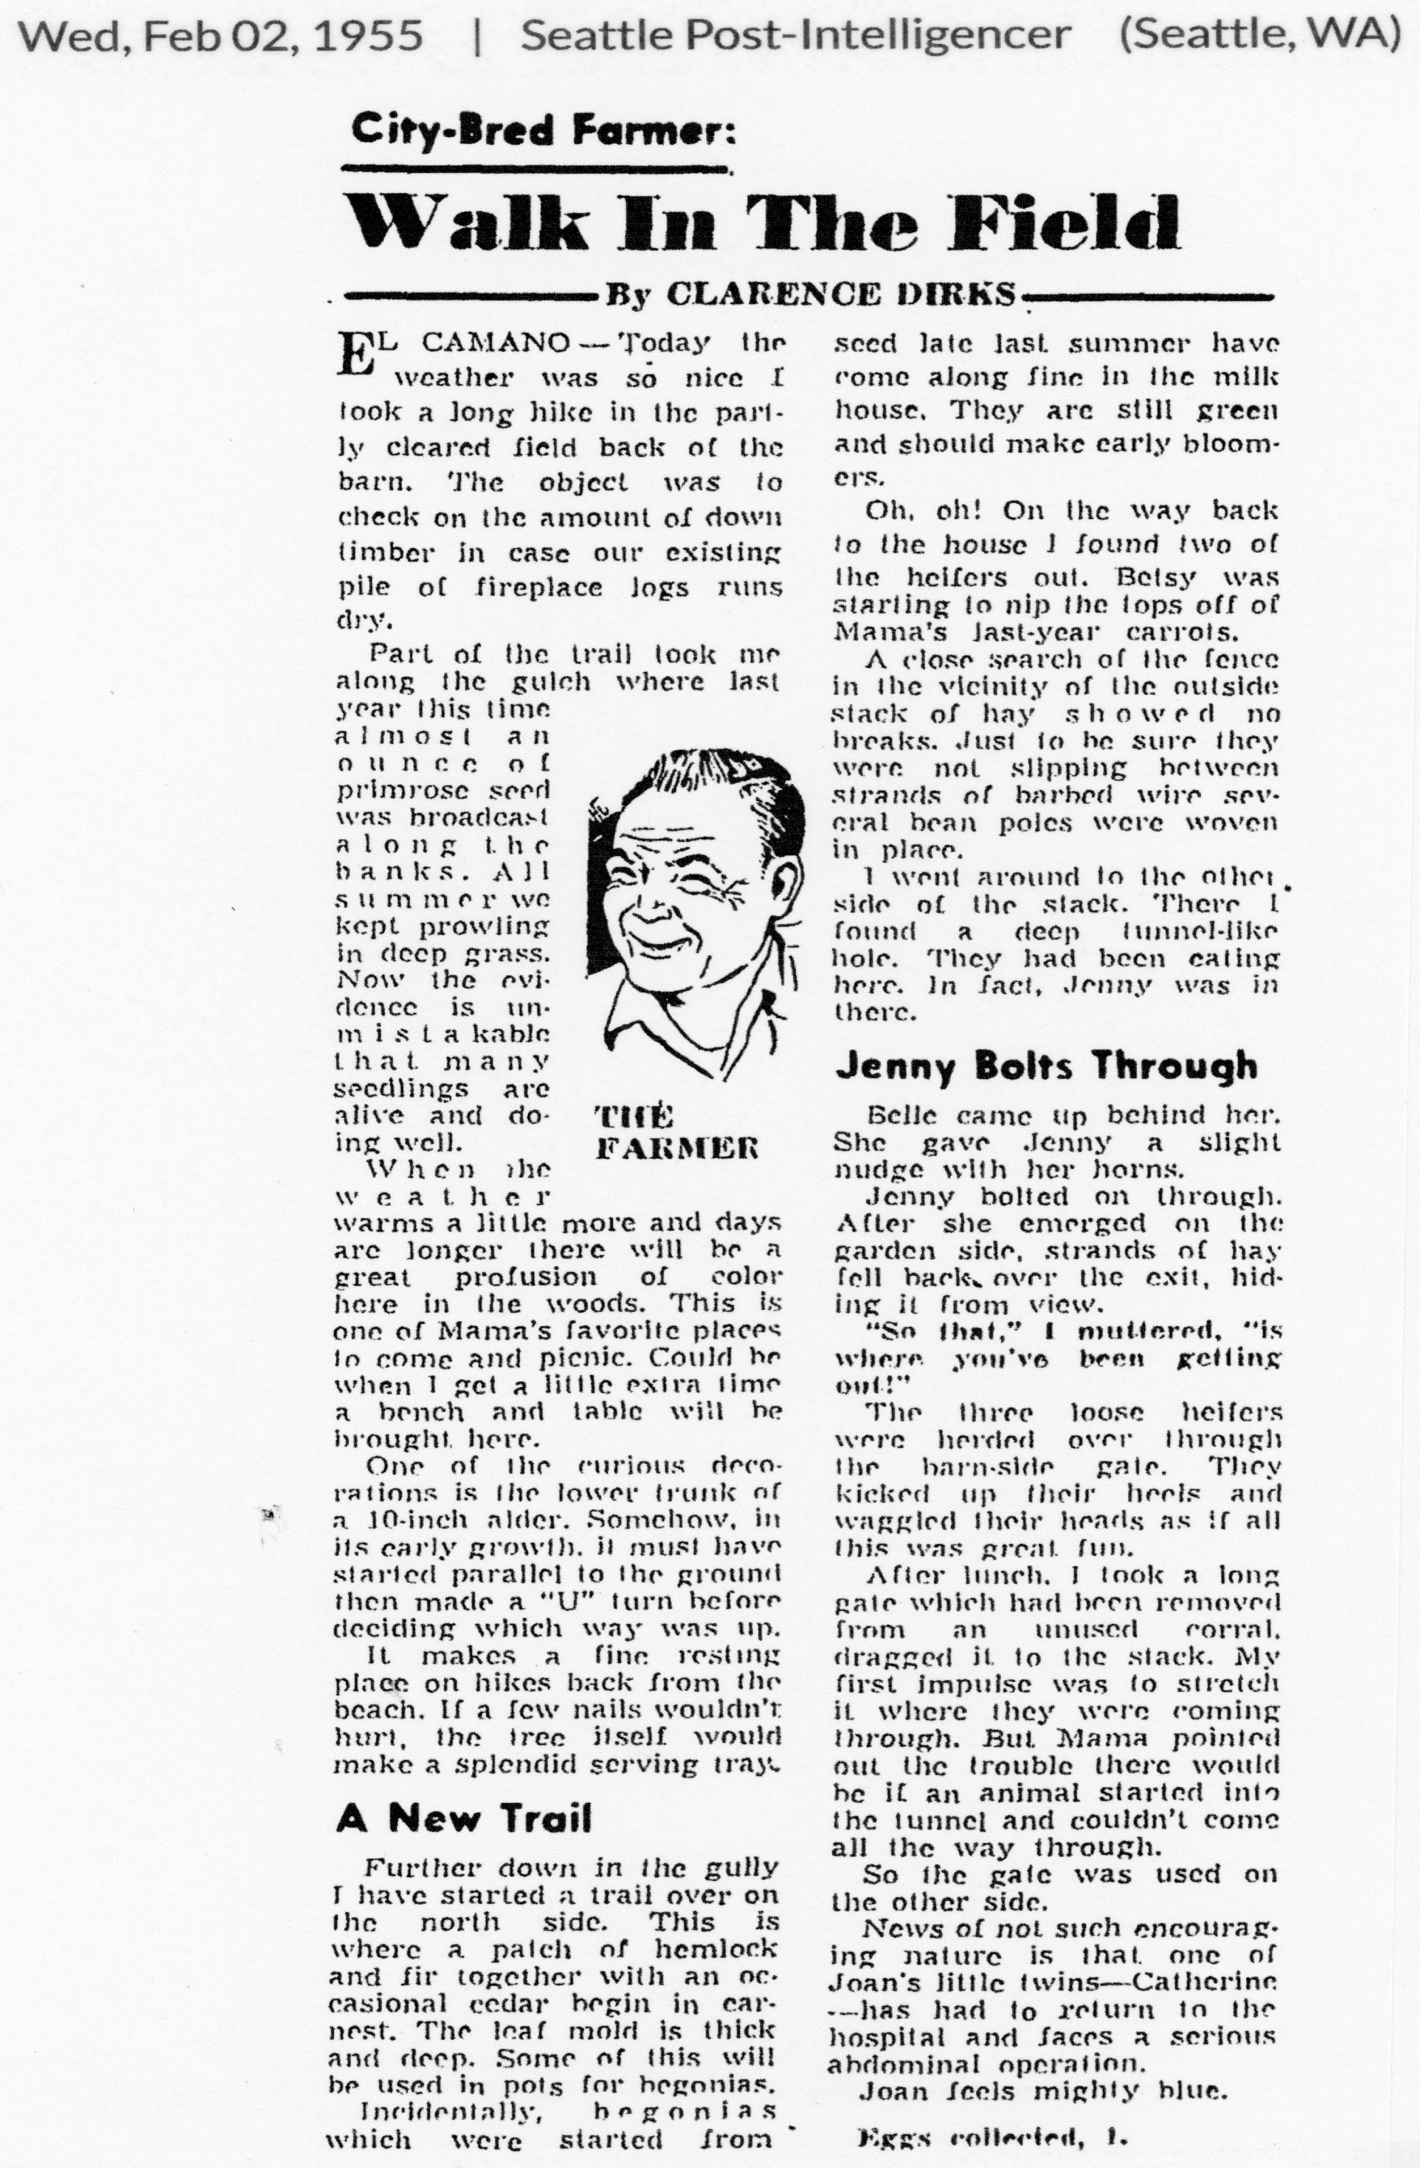 Wed, Feb 02, 1955 | Seattle Post-Intelligencer (Seattle, WA)
City-Bred Farmer:
Walk In The Field
By CLARENCE DIRKS
EL CAMANO — Today the
weather was so nice I
took a long hike in the part-
ly cleared field back of the
barn. The object was to
check on the amount of down
timber in case our existing
pile of fireplace logs runs
dry.
Part of the trail took me
along the gulch where last
year this time
almost an
ounce of
primrose seed
was broadcast
along the
banks. All
summer we
kept prowling
in deep grass.
Now the evi-
dence is un-
mistakable
that many
seedlings are
alive and do-
ing well.
When the
weather
warms a little more and days
are longer there will be a
great profusion of color
here in the woods. This is
one of Mama's favorite places
to come and picnic. Could be
when I get a little extra time
a bench and table will be
brought here.
One of the curious deco-
rations is the lower trunk of
a 10-inch alder. Somehow, in
its early growth, it must have
started parallel to the ground
then made a "U" turn before
deciding which way was up.
It makes a fine resting
place on hikes back from the
beach. If a few nails wouldn't
hurt, the tree itself would
make a splendid serving tray.
THE
FARMER
A New Trail
Further down in the gully
I have started a trail over on
the north side. This is
where a patch of hemlock
and fir together with an oc-
casional cedar begin in ear-
nest. The leaf mold is thick
and deep. Some of this will
be used in pots for begonias.
Incidentally, begonias
which were started from
seed late last summer have
come along fine in the milk
house. They are still green
and should make early bloom-
ers.
Oh, oh! On the way back
to the house I found two of
the heifers out. Betsy was
starting to nip the tops off of
Mama's last-year carrots.
A close search of the fence
in the vicinity of the outside
stack of hay showed no
breaks. Just to be sure they
were not slipping between
strands of barbed wire sev-
eral bean poles were woven
in place.
I went around to the other
side of the stack. There I
found a deep tunnel-like
hole. They had been eating
here. In fact, Jenny was in
there.
Jenny Bolts Through
Belle came up behind her.
She gave Jenny a slight
nudge with her horns.
Jenny bolted on through.
After she emerged on the
garden side, strands of hay
fell back over the exit, hid-
ing it from view.
"So that," I muttered, "is
where you've been getting
out!"
The three loose heifers
were herded over through
the barn-side gate. They
kicked up their heels and
waggled their heads as if all
this was great fun.
After lunch, I took a long
gate which had been removed
from an unused corral,
dragged it to the stack. My
first impulse was to stretch
it where they were coming
through. But Mama pointed
out the trouble there would
be if an animal started into
the tunnel and couldn't come
all the way through.
So the gate was used on
the other side.
News of not such encourag-
ing nature is that one of
Joan's little twins—Catherine
—has had to return to the
hospital and faces a serious
abdominal operation.
Joan feels mighty blue.
Eggs collected, 1.